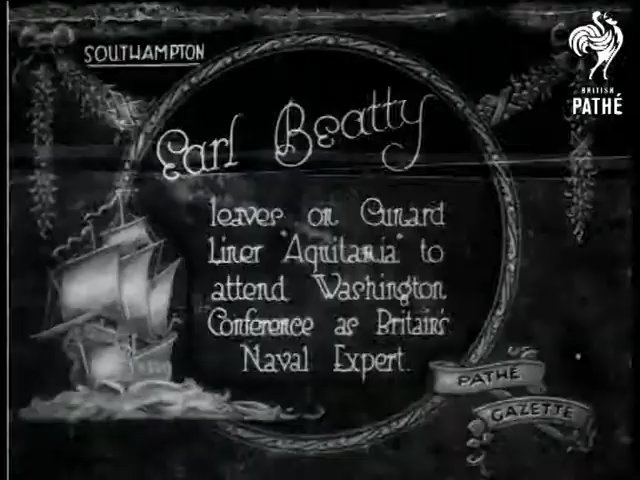 SOUTHAMPTON
BRITISH
PATHÉ
Earl Beatty
leaves on Cunard
Liner "Aquitania" to
attend Washington
Conference as Britain's
Naval Expert.
PATHÉ
GAZETTE